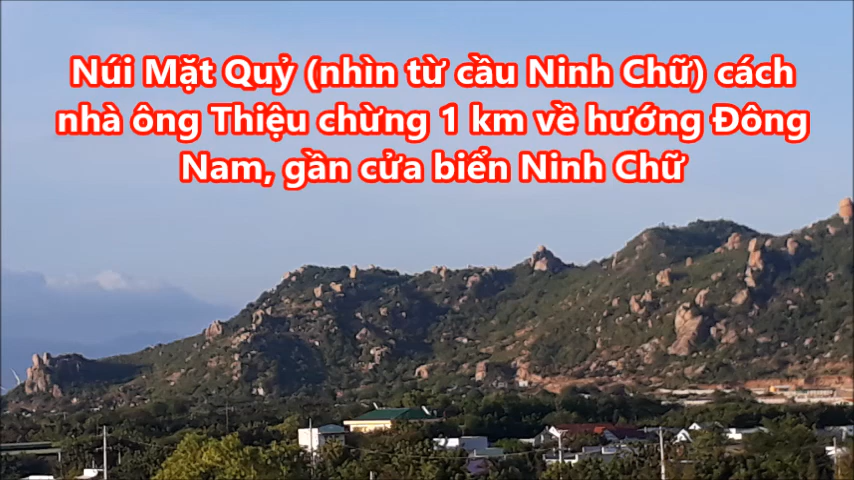 Núi Mặt Quỷ (nhìn từ cầu Ninh Chữ) cách
nhà ông Thiệu chừng 1 km về hướng Đông
Nam, gần cửa biển Ninh Chữ